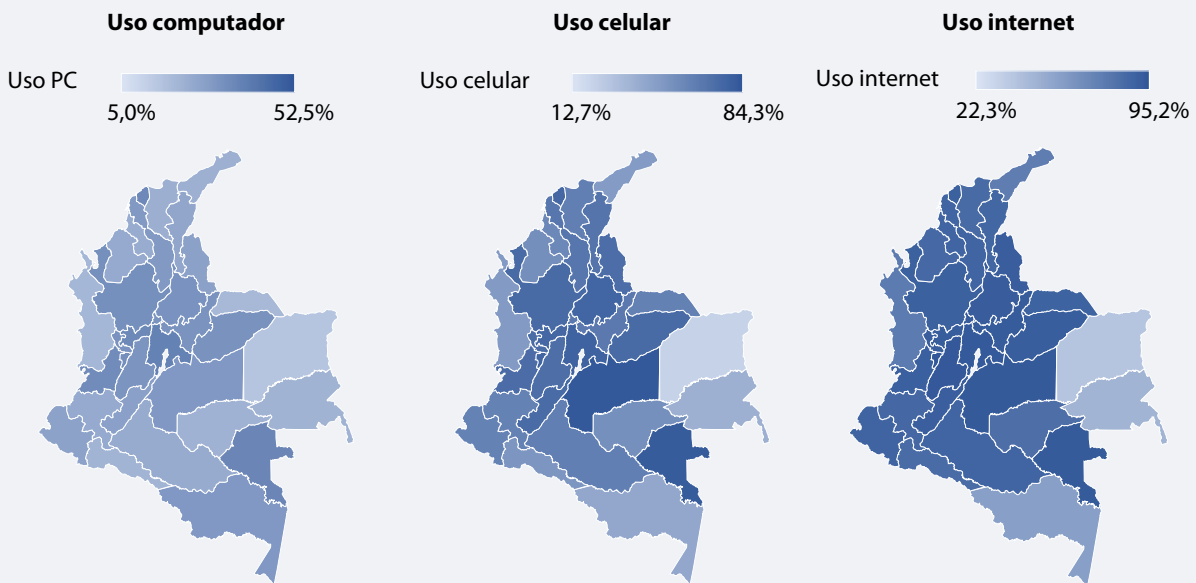 Uso computador
Uso PC
5,0%
52,5%
Uso celular
Uso celular
12,7%
84,3%
Uso internet
Uso internet
22,3%
95,2%